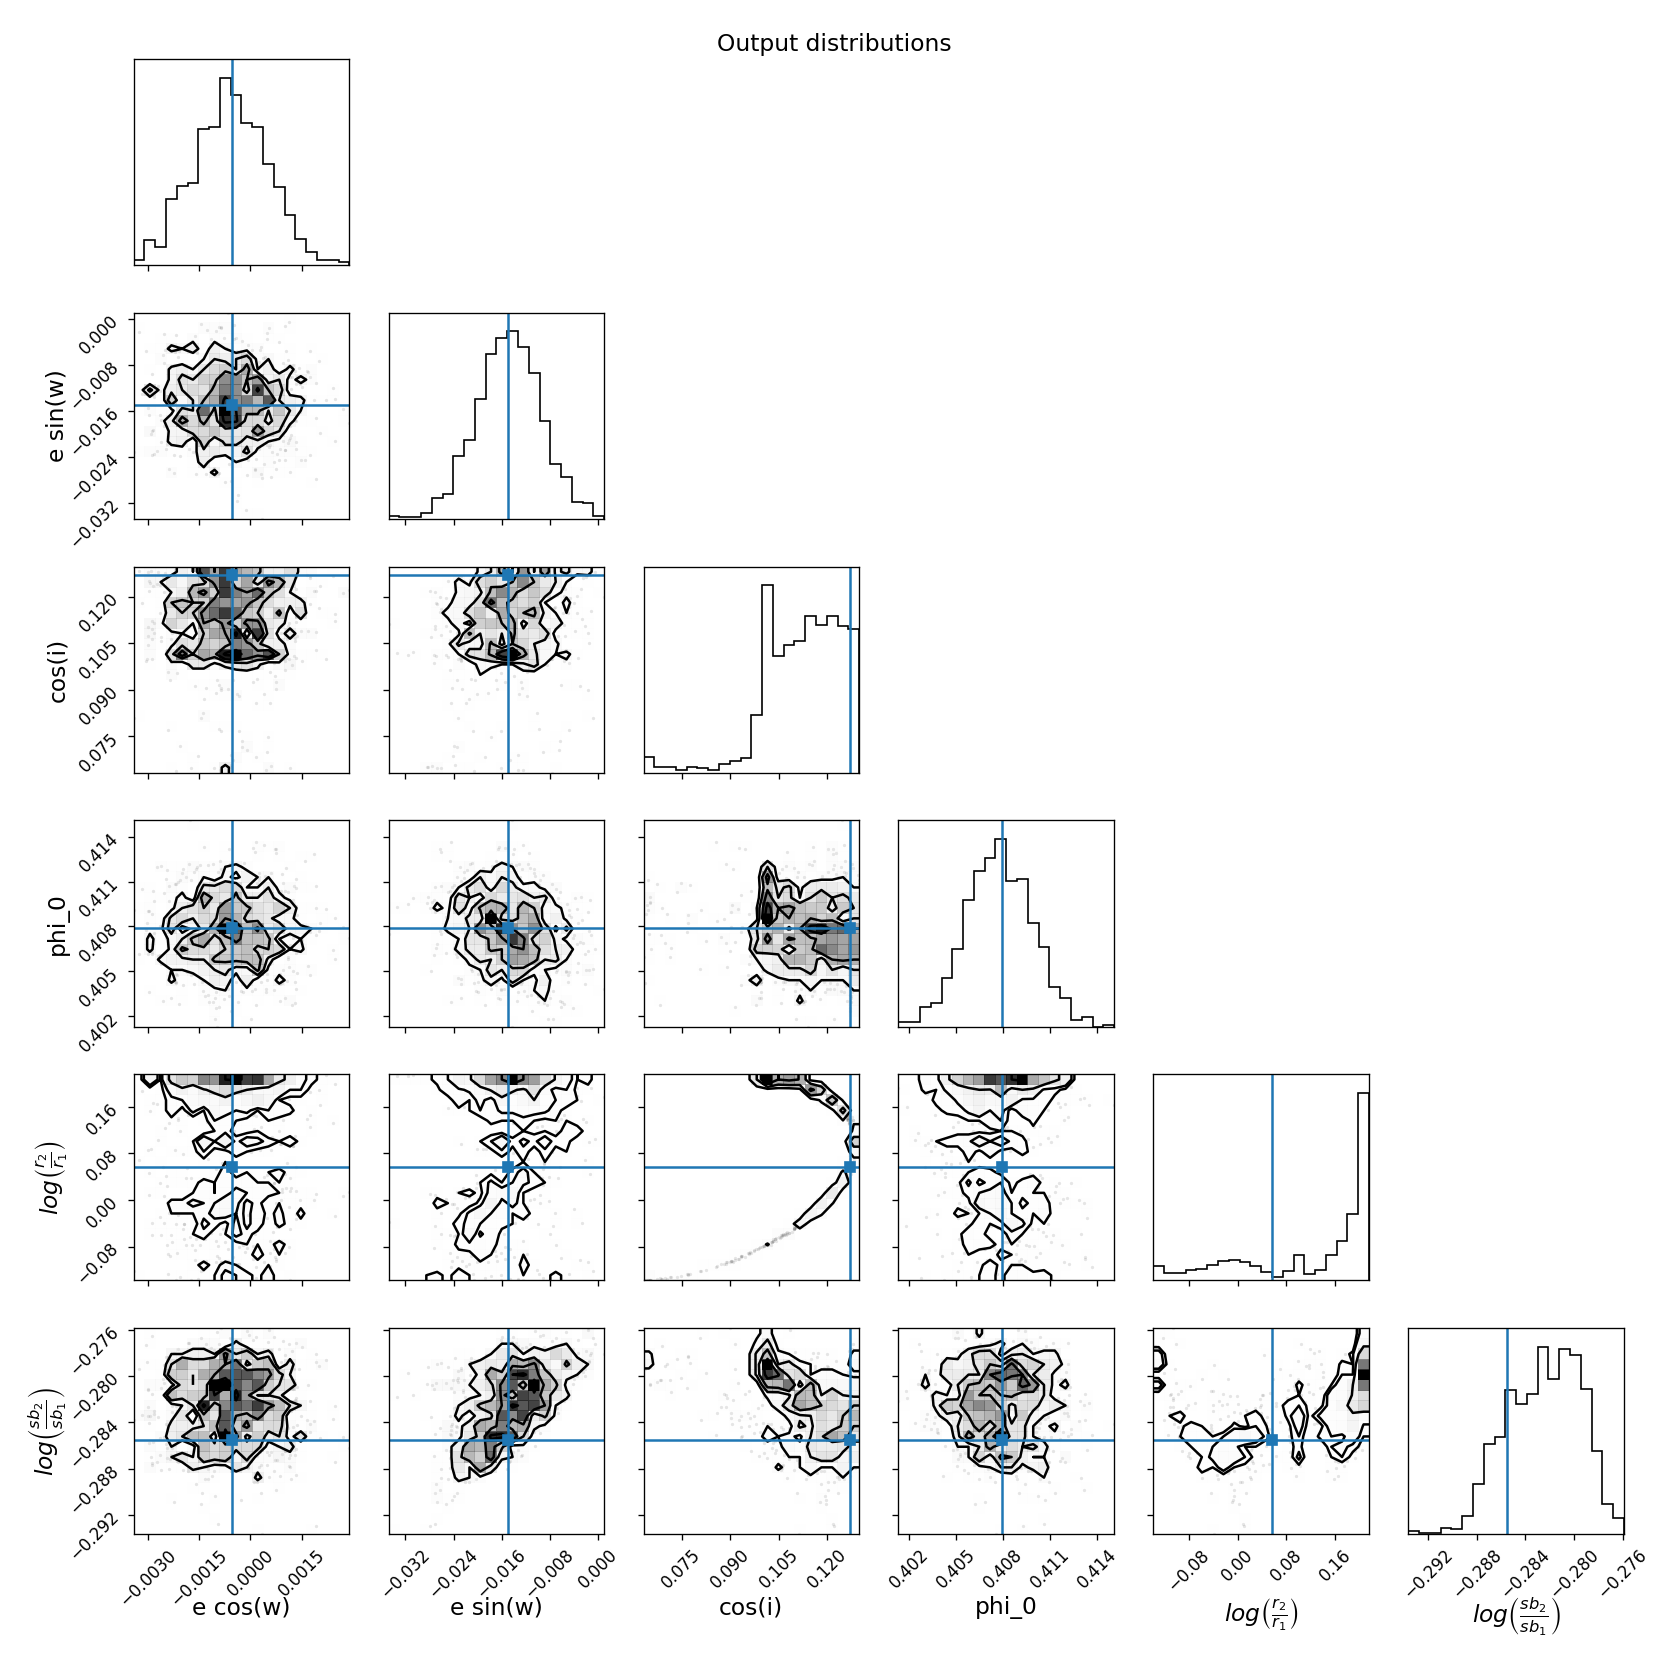 Output distributions
0.000
−0.008
−0.016
−0.024
−0.032
e sin(w)
0.120
0.105
0.090
0.075
cos(i)
0.414
0.411
0.408
0.405
0.402
phi_0
0.16
0.08
0.00
−0.08
log(r2/r1)
−0.276
−0.280
−0.284
−0.288
−0.292
log(sb2/sb1)
−0.0030 −0.0015 0.0000 0.0015
−0.032 −0.024 −0.016 −0.008 0.000
0.075 0.090 0.105 0.120
0.402 0.405 0.408 0.411 0.414
−0.08 0.00 0.08 0.16
−0.292 −0.288 −0.284 −0.280 −0.276
e cos(w)
e sin(w)
cos(i)
phi_0
log(r2/r1)
log(sb2/sb1)